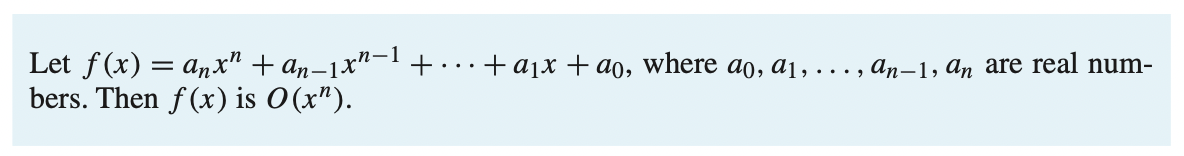 Let f(x) = aₙxⁿ + aₙ₋₁xⁿ⁻¹ + ··· + a₁x + a₀, where a₀, a₁, . . . , aₙ₋₁, aₙ are real num-
bers. Then f(x) is O(xⁿ).